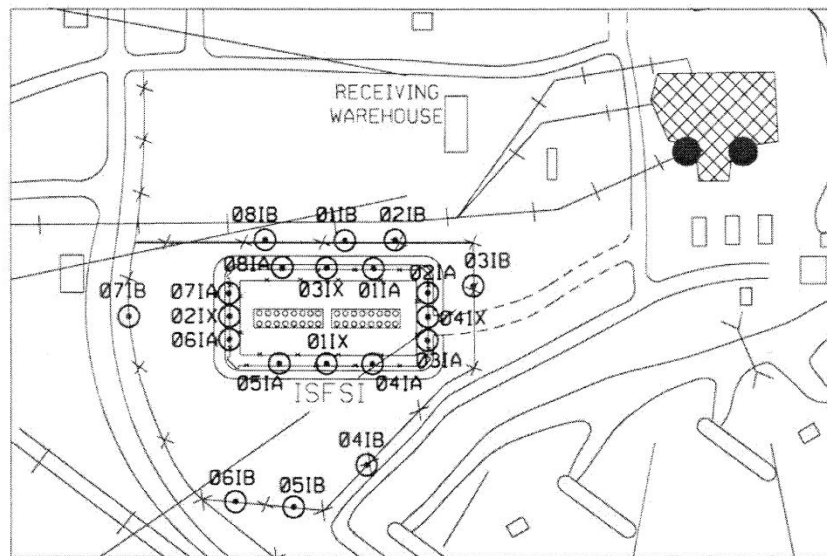 RECEIVING
WAREHOUSE
08IB
01IB
02IB
08IA
03IX
01IA
02IA
03IB
07IB
07IA
02IX
04IX
06IA
01IX
03IA
05IA
04IA
ISFSI
04IB
06IB
05IB